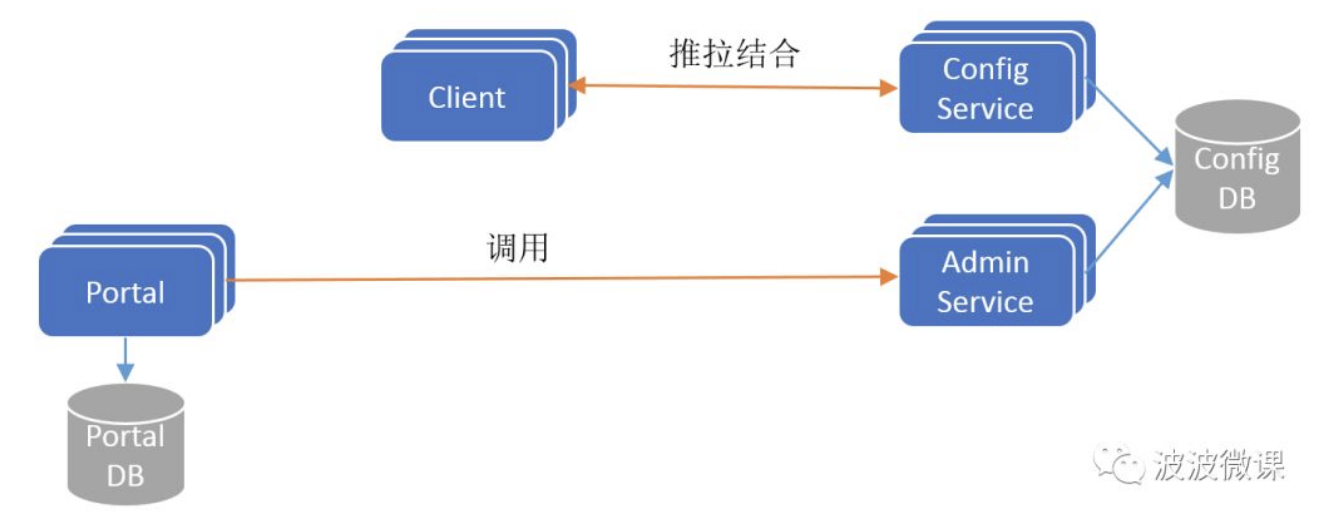 推拉结合
Client
Config
Service
Config
DB
调用
Portal
Admin
Service
Portal
DB
波波微课